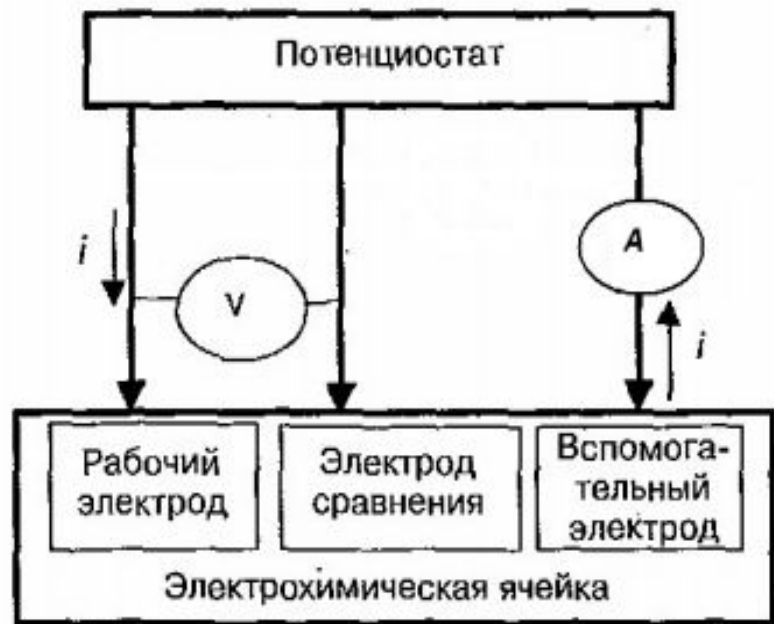 Потенциостат
i
V
A
i
Рабочий
электрод
Электрод
сравнения
Вспомога-
тельный
электрод
Электрохимическая ячейка